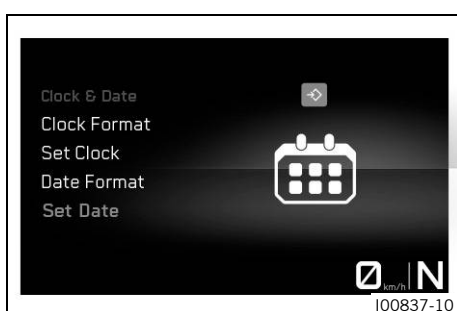 Clock & Date
Clock Format
Set Clock
Date Format
Set Date
0 km/h N
I00837-10